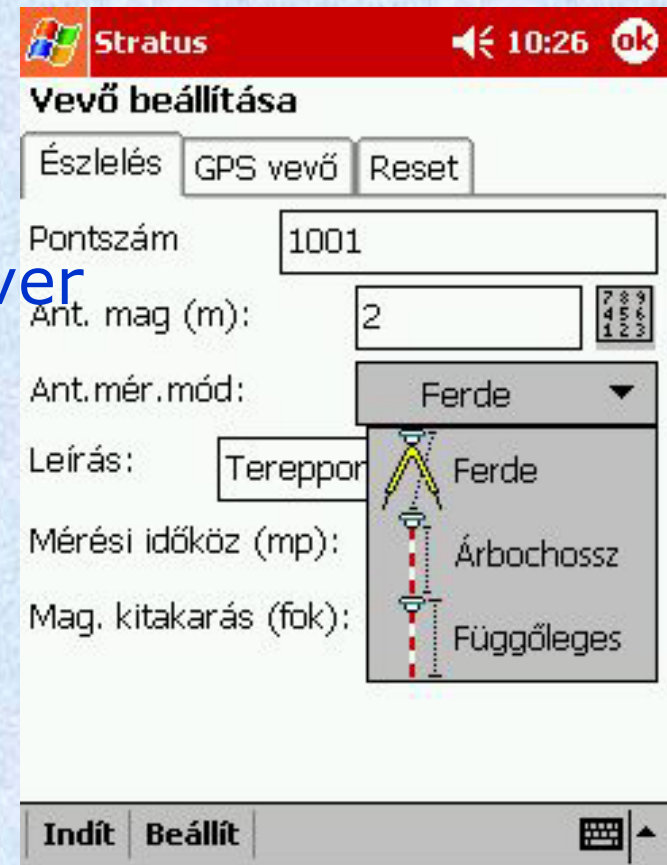 Stratus 10:26 ok
Vevő beállítása
Észlelés GPS vevő Reset
Pontszám 1001
ver
Ant. mag (m): 2
789
456
123
Ant.mér.mód: Ferde
Leírás: Tereppor
Ferde
Mérési időköz (mp):
Árbochossz
Mag. kitakarás (fok):
Függőleges
Indít Beállít